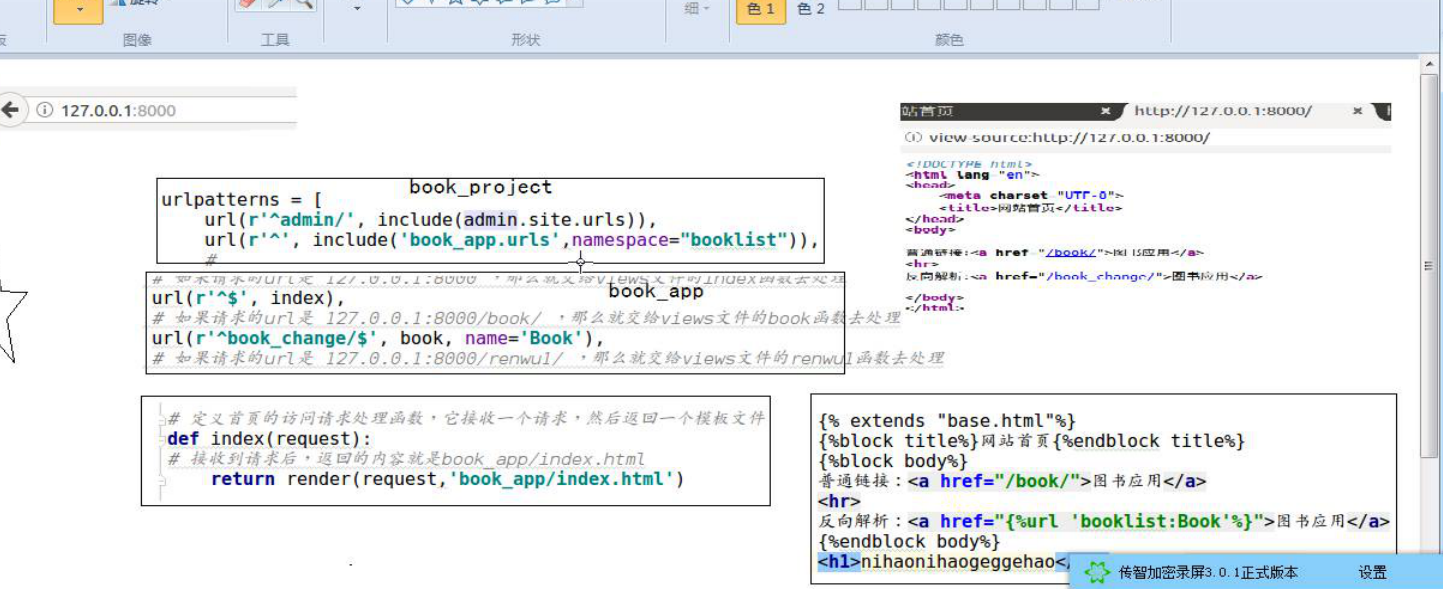 图像
工具
形状
细
色 1
色 2
颜色
127.0.0.1:8000
book_project
urlpatterns = [
url(r'^admin/', include(admin.site.urls)),
url(r'^', include('book_app.urls',namespace="booklist")),
#
# 如果请求的url是 127.0.0.1:8000 ,那么就交给views文件的index函数去处理
book_app
url(r'^$', index),
# 如果请求的url是 127.0.0.1:8000/book/ ,那么就交给views文件的book函数去处理
url(r'^book_change/$', book, name='Book'),
# 如果请求的url是 127.0.0.1:8000/renwu1/ ,那么就交给views文件的renwu1函数去处理
# 定义首页的访问请求处理函数,它接收一个请求,然后返回一个模板文件
def index(request):
# 接收到请求后,返回的内容就是book_app/index.html
return render(request,'book_app/index.html')
站首页
http://127.0.0.1:8000/
view-source:http://127.0.0.1:8000/
<!DOCTYPE html>
<html lang="en">
<head>
<meta charset="UTF-8">
<title>网站首页</title>
</head>
<body>
普通链接:<a href="/book/">图书应用</a>
<hr>
反向解析:<a href="/book_change/">图书应用</a>
</body>
</html>
{% extends "base.html"%}
{%block title%}网站首页{%endblock title%}
{%block body%}
普通链接:<a href="/book/">图书应用</a>
<hr>
反向解析:<a href="{%url 'booklist:Book'%}">图书应用</a>
{%endblock body%}
<h1>nihaonihaogeggehao<
传智加密录屏3.0.1正式版本
设置